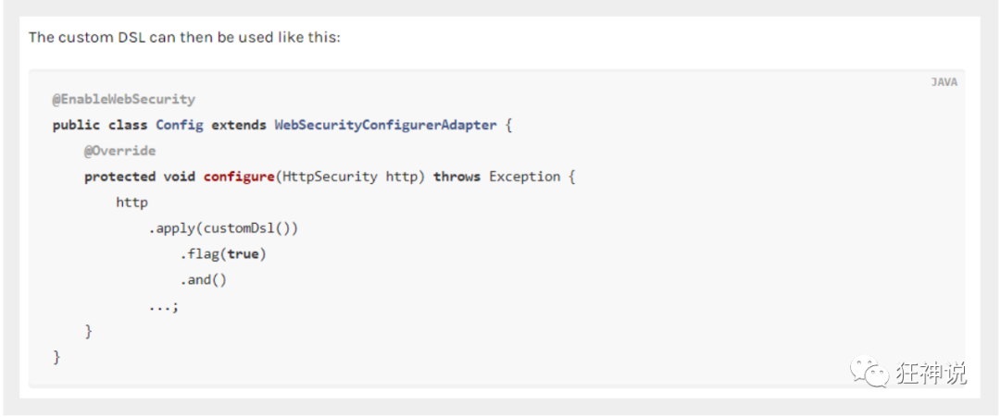 The custom DSL can then be used like this:
JAVA
@EnableWebSecurity
public class Config extends WebSecurityConfigurerAdapter {
    @Override
    protected void configure(HttpSecurity http) throws Exception {
        http
            .apply(customDsl())
                .flag(true)
                .and()
            ...;
    }
}
狂神说